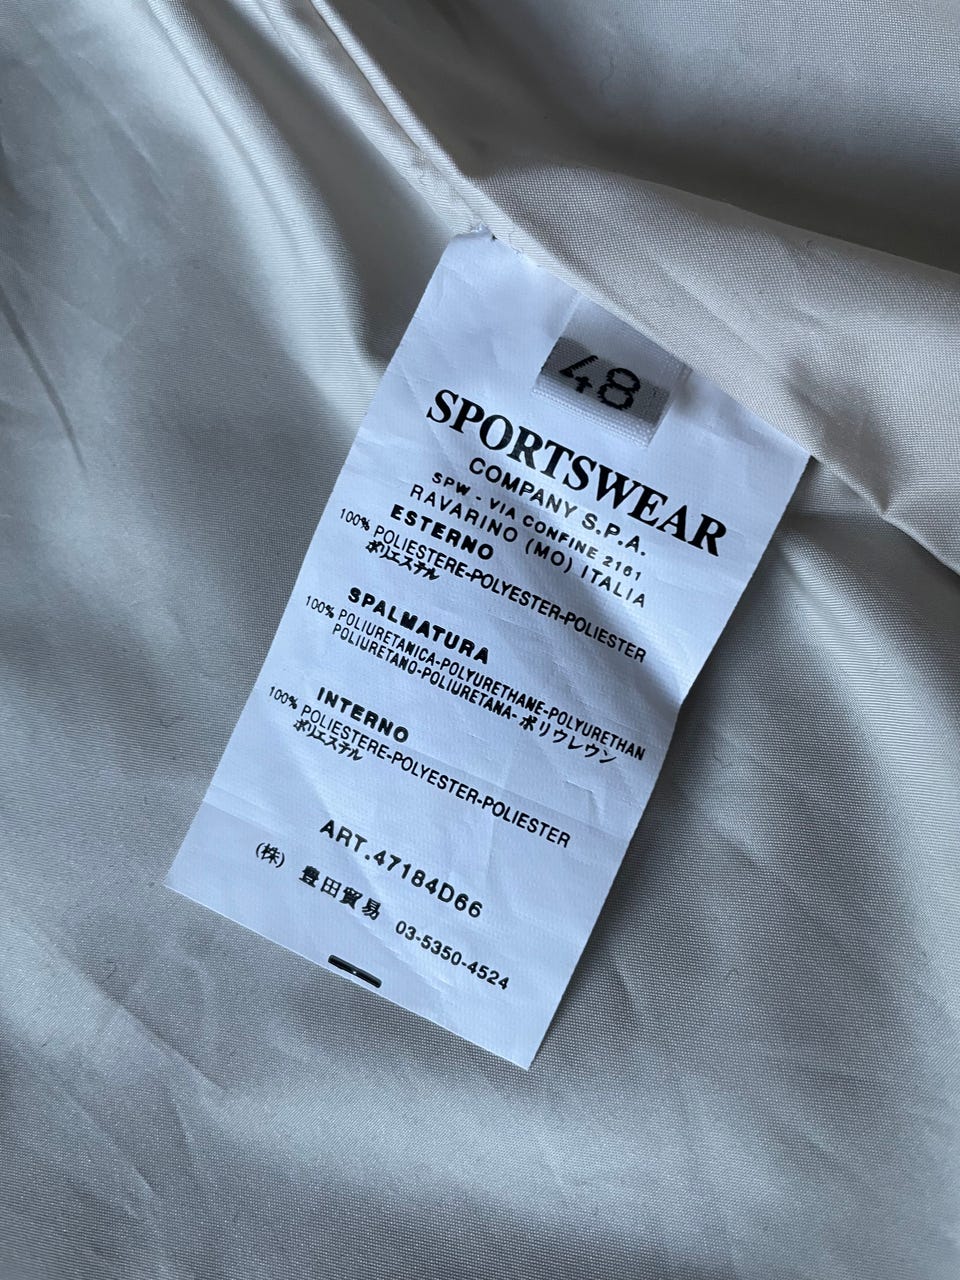 48
SPORTSWEAR
COMPANY S.P.A.
SPW - VIA CONFINE 2161
RAVARINO (MO) ITALIA
ESTERNO
100% POLIESTERE-POLYESTER-POLIESTER
ポリエステル
SPALMATURA
100% POLIURETANICA-POLYURETHANE-POLYURETHAN
POLIURETANO-POLIURETANA-ポリウレウン
INTERNO
100% POLIESTERE-POLYESTER-POLIESTER
ポリエステル
ART.47184D66
(株) 豊田貿易 03-5350-4524